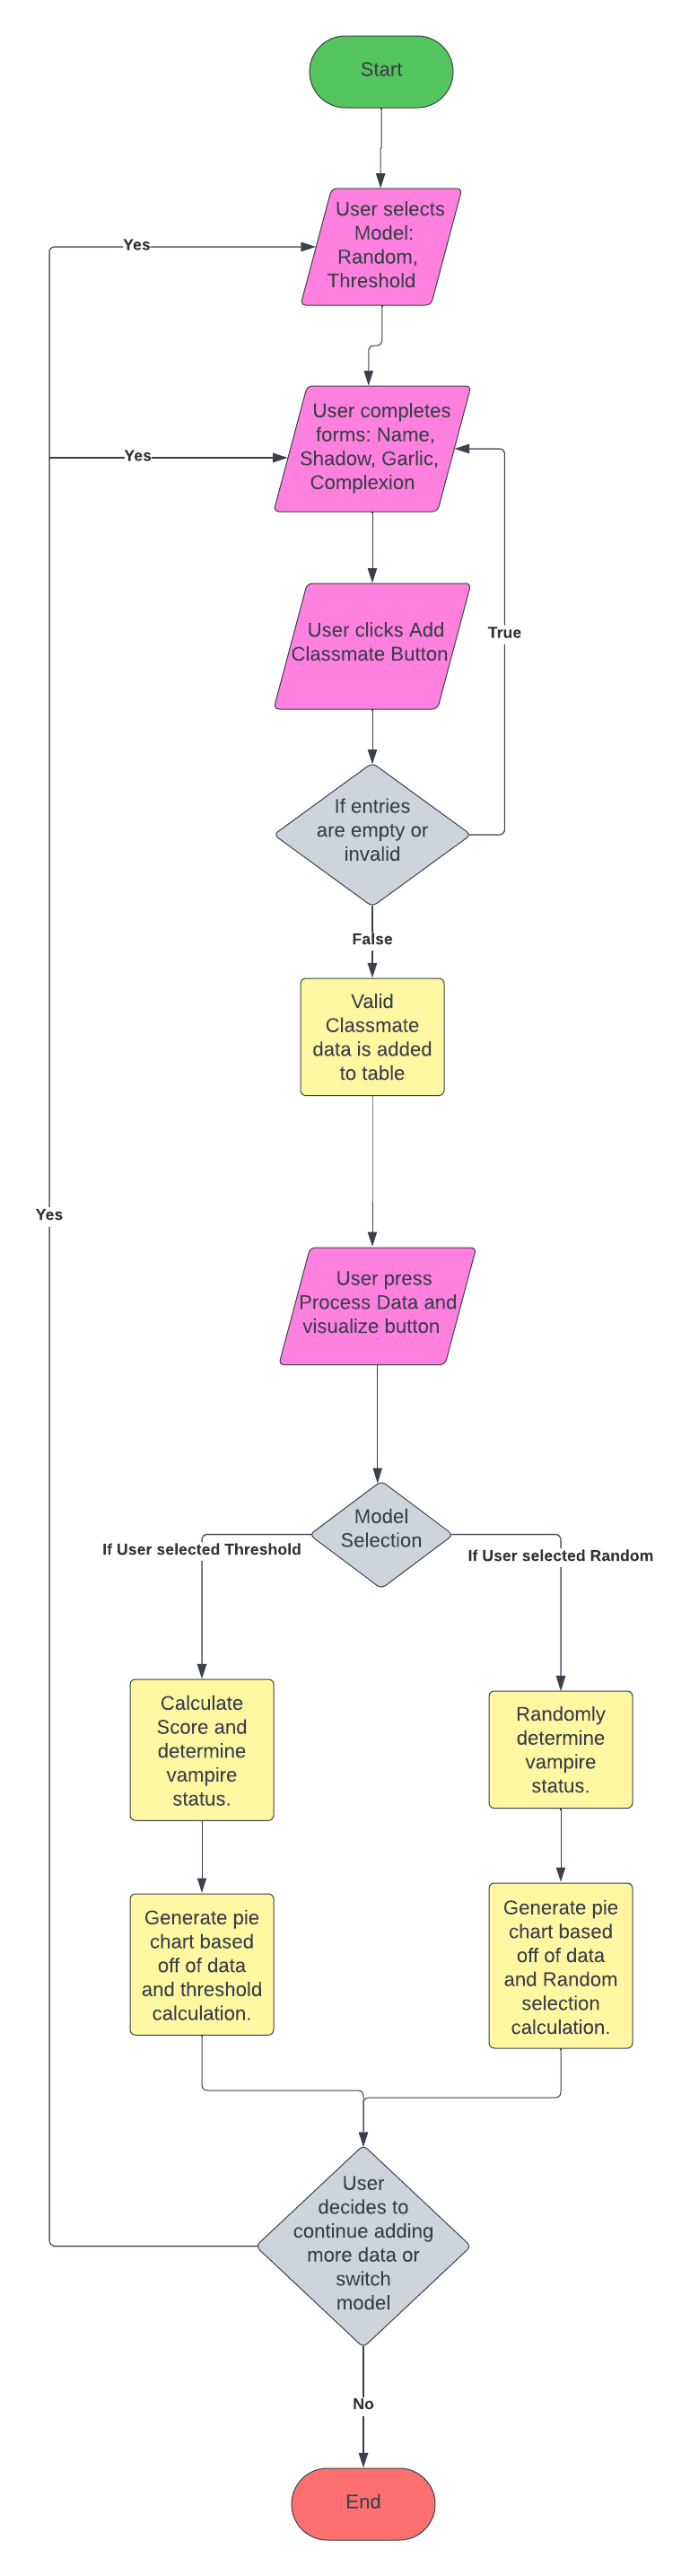 Start
User selects
Model:
Random,
Threshold
Yes
User completes
forms: Name,
Shadow, Garlic,
Complexion
Yes
User clicks Add
Classmate Button
True
If entries
are empty or
invalid
False
Valid
Classmate
data is added
to table
Yes
User press
Process Data and
visualize button
Model
Selection
If User selected Threshold
If User selected Random
Calculate
Score and
determine
vampire
status.
Randomly
determine
vampire
status.
Generate pie
chart based
off of data
and threshold
calculation.
Generate pie
chart based
off of data
and Random
selection
calculation.
User
decides to
continue adding
more data or
switch
model
No
End